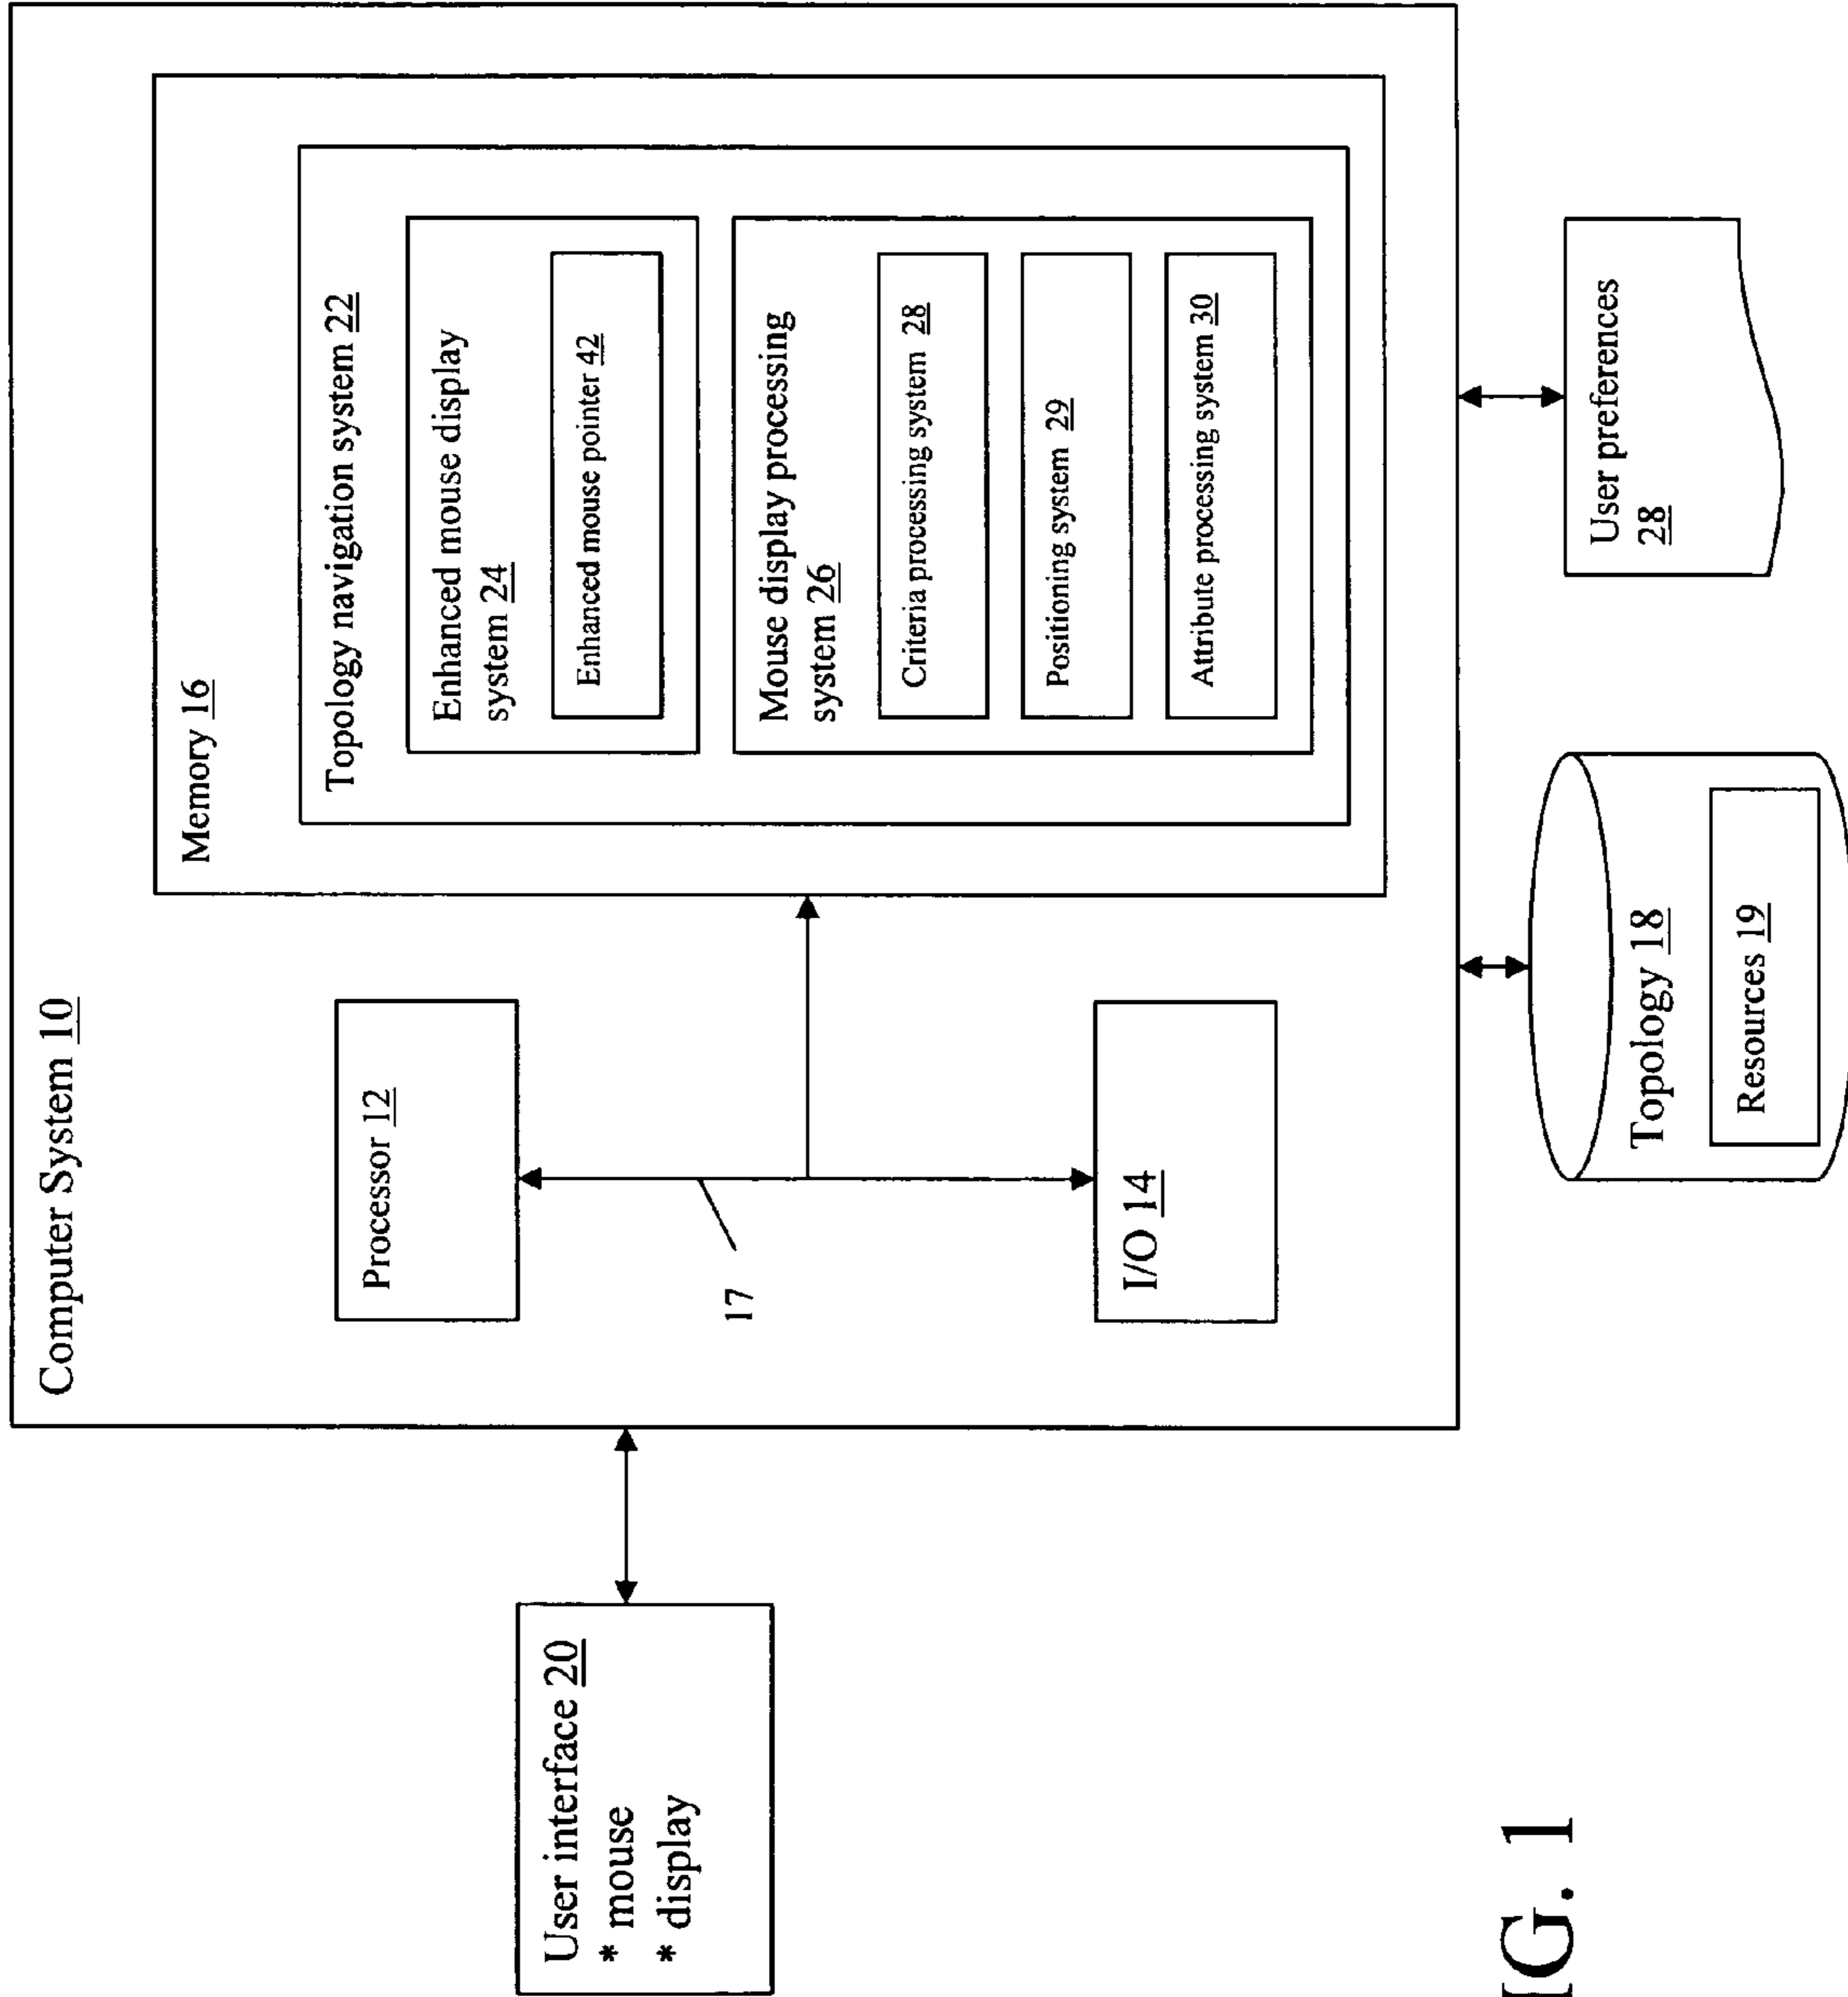 Computer System 10
Memory 16
Topology navigation system 22
Enhanced mouse display
system 24
Enhanced mouse pointer 42
Mouse display processing
system 26
Criteria processing system 28
Positioning system 29
Attribute processing system 30
Processor 12
17
I/O 14
User interface 20
* mouse
* display
Topology 18
Resources 19
User preferences
28
IG. 1